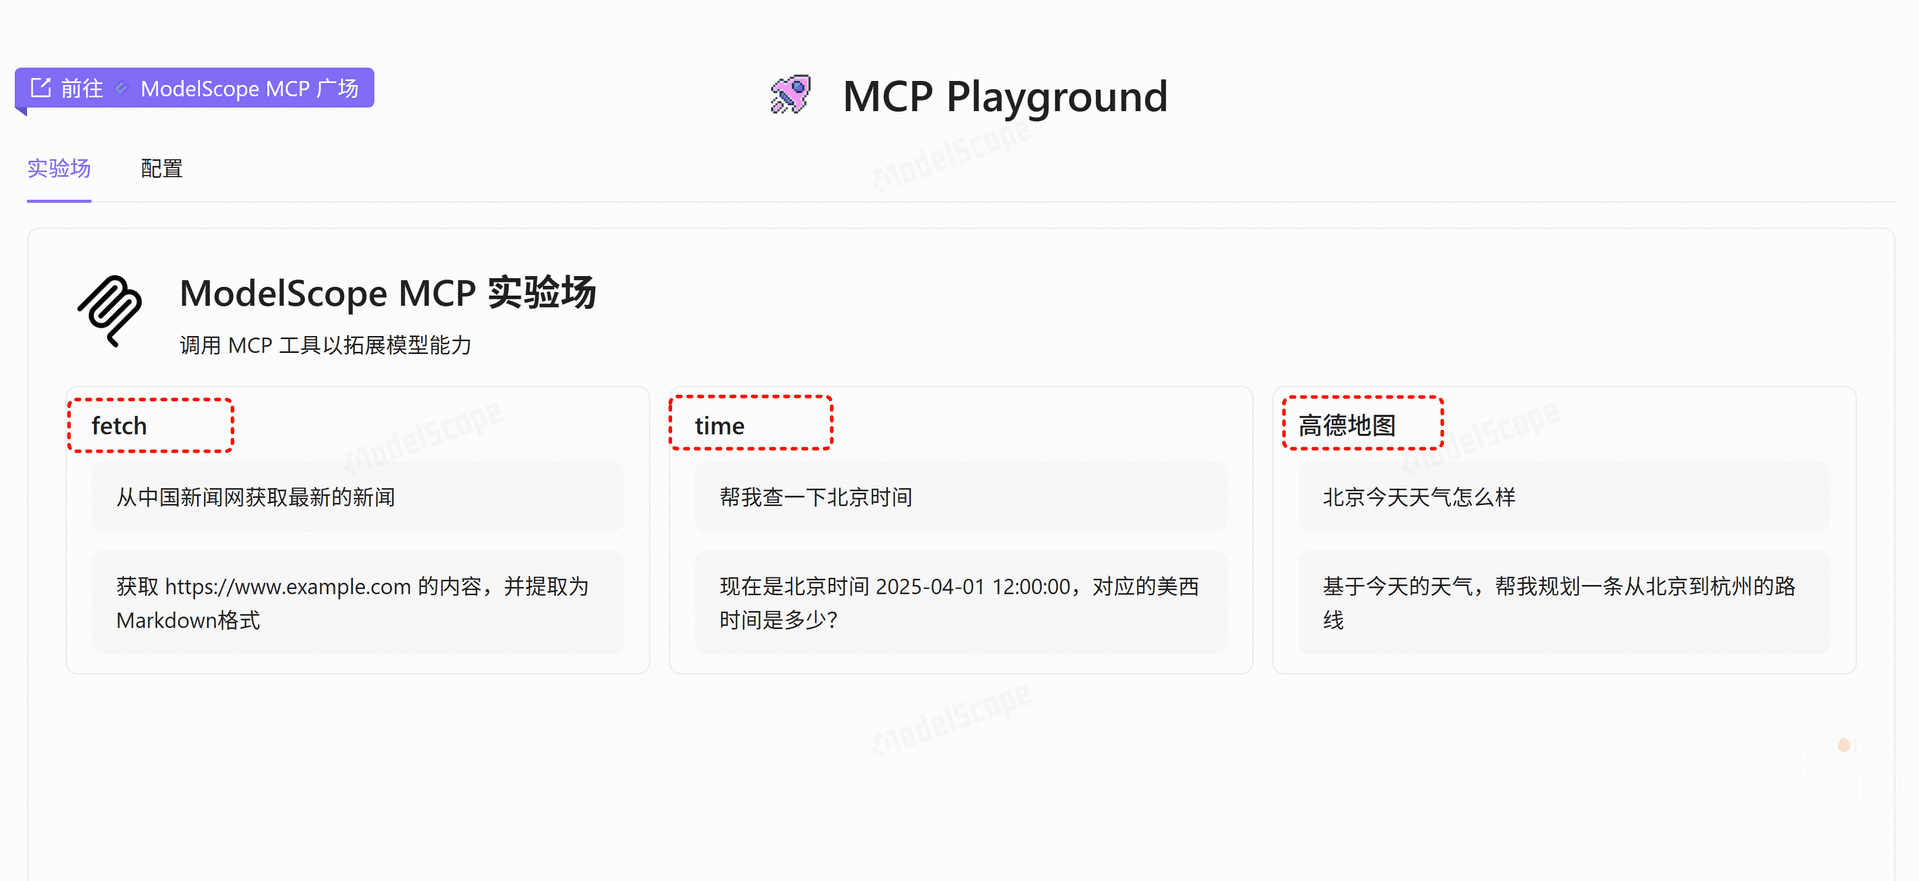 前往 ModelScope MCP 广场
MCP Playground
实验场 配置
ModelScope MCP 实验场
调用 MCP 工具以拓展模型能力
fetch
从中国新闻网获取最新的新闻
获取 https://www.example.com 的内容，并提取为
Markdown格式
time
帮我查一下北京时间
现在是北京时间 2025-04-01 12:00:00，对应的美西
时间是多少？
高德地图
北京今天天气怎么样
基于今天的天气，帮我规划一条从北京到杭州的路
线
ModelScope
ModelScope
ModelScope
ModelScope